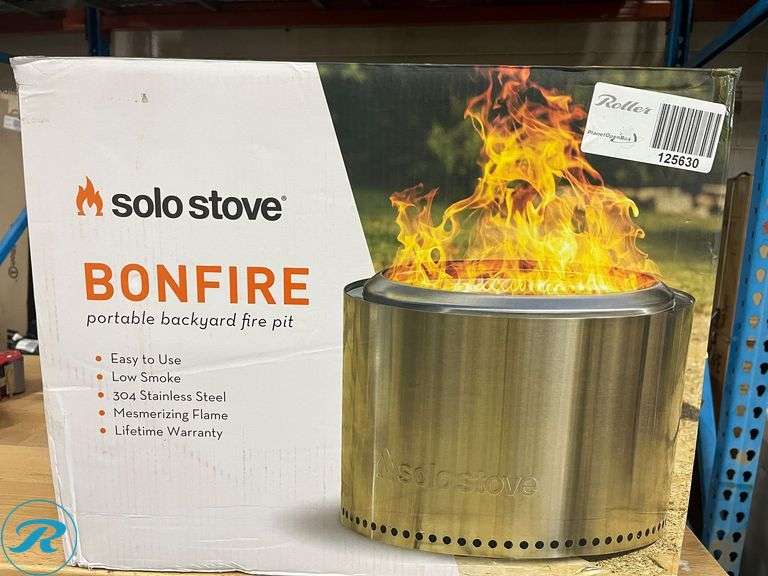 solo stove®
BONFIRE
portable backyard fire pit
Easy to Use
Low Smoke
304 Stainless Steel
Mesmerizing Flame
Lifetime Warranty
Roller
PlanetOpenBox
125630
solo stove
R